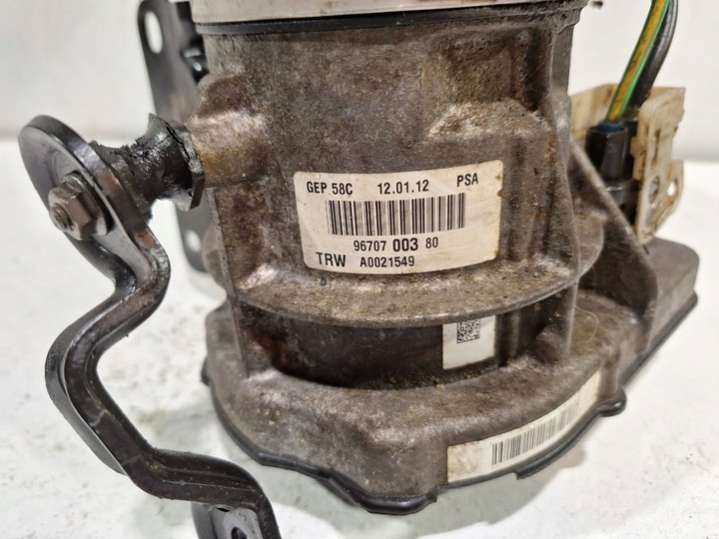 GEP 58C 12.01.12 PSA
96707 003 80
TRW A0021549